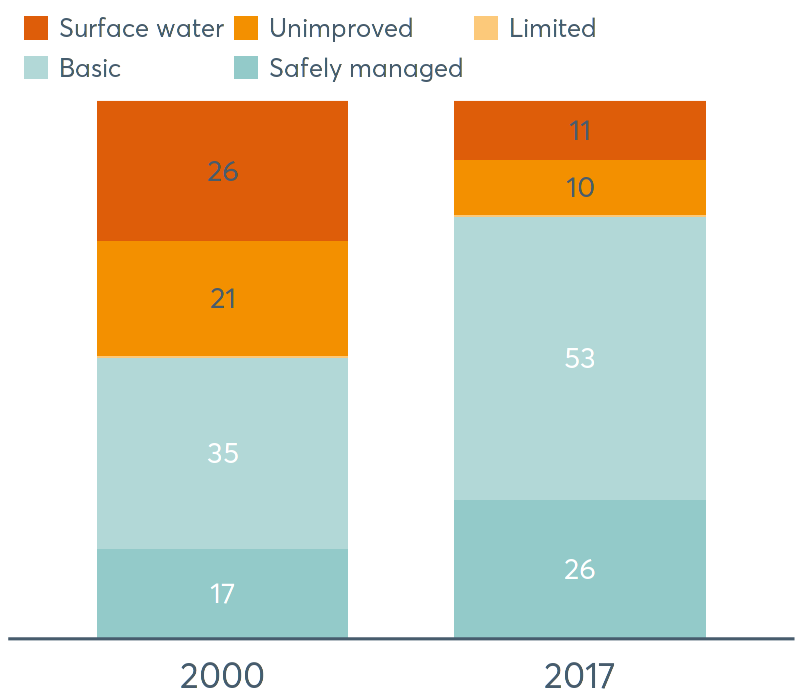 Surface water Unimproved Limited
Basic Safely managed
26 11
21 10
35 53
17 26
2000 2017